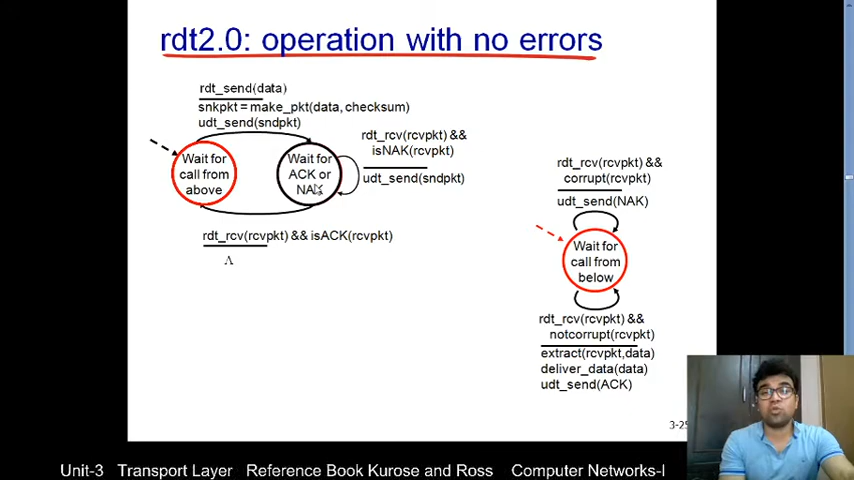 rdt2.0: operation with no errors
rdt_send(data)
snkpkt = make_pkt(data, checksum)
udt_send(sndpkt)
Wait for
call from
above
Wait for
ACK or
NAK
rdt_rcv(rcvpkt) &&
isNAK(rcvpkt)
udt_send(sndpkt)
rdt_rcv(rcvpkt) && isACK(rcvpkt)
Λ
rdt_rcv(rcvpkt) &&
corrupt(rcvpkt)
udt_send(NAK)
Wait for
call from
below
rdt_rcv(rcvpkt) &&
notcorrupt(rcvpkt)
extract(rcvpkt,data)
deliver_data(data)
udt_send(ACK)
Unit-3 Transport Layer Reference Book Kurose and Ross Computer Networks-I